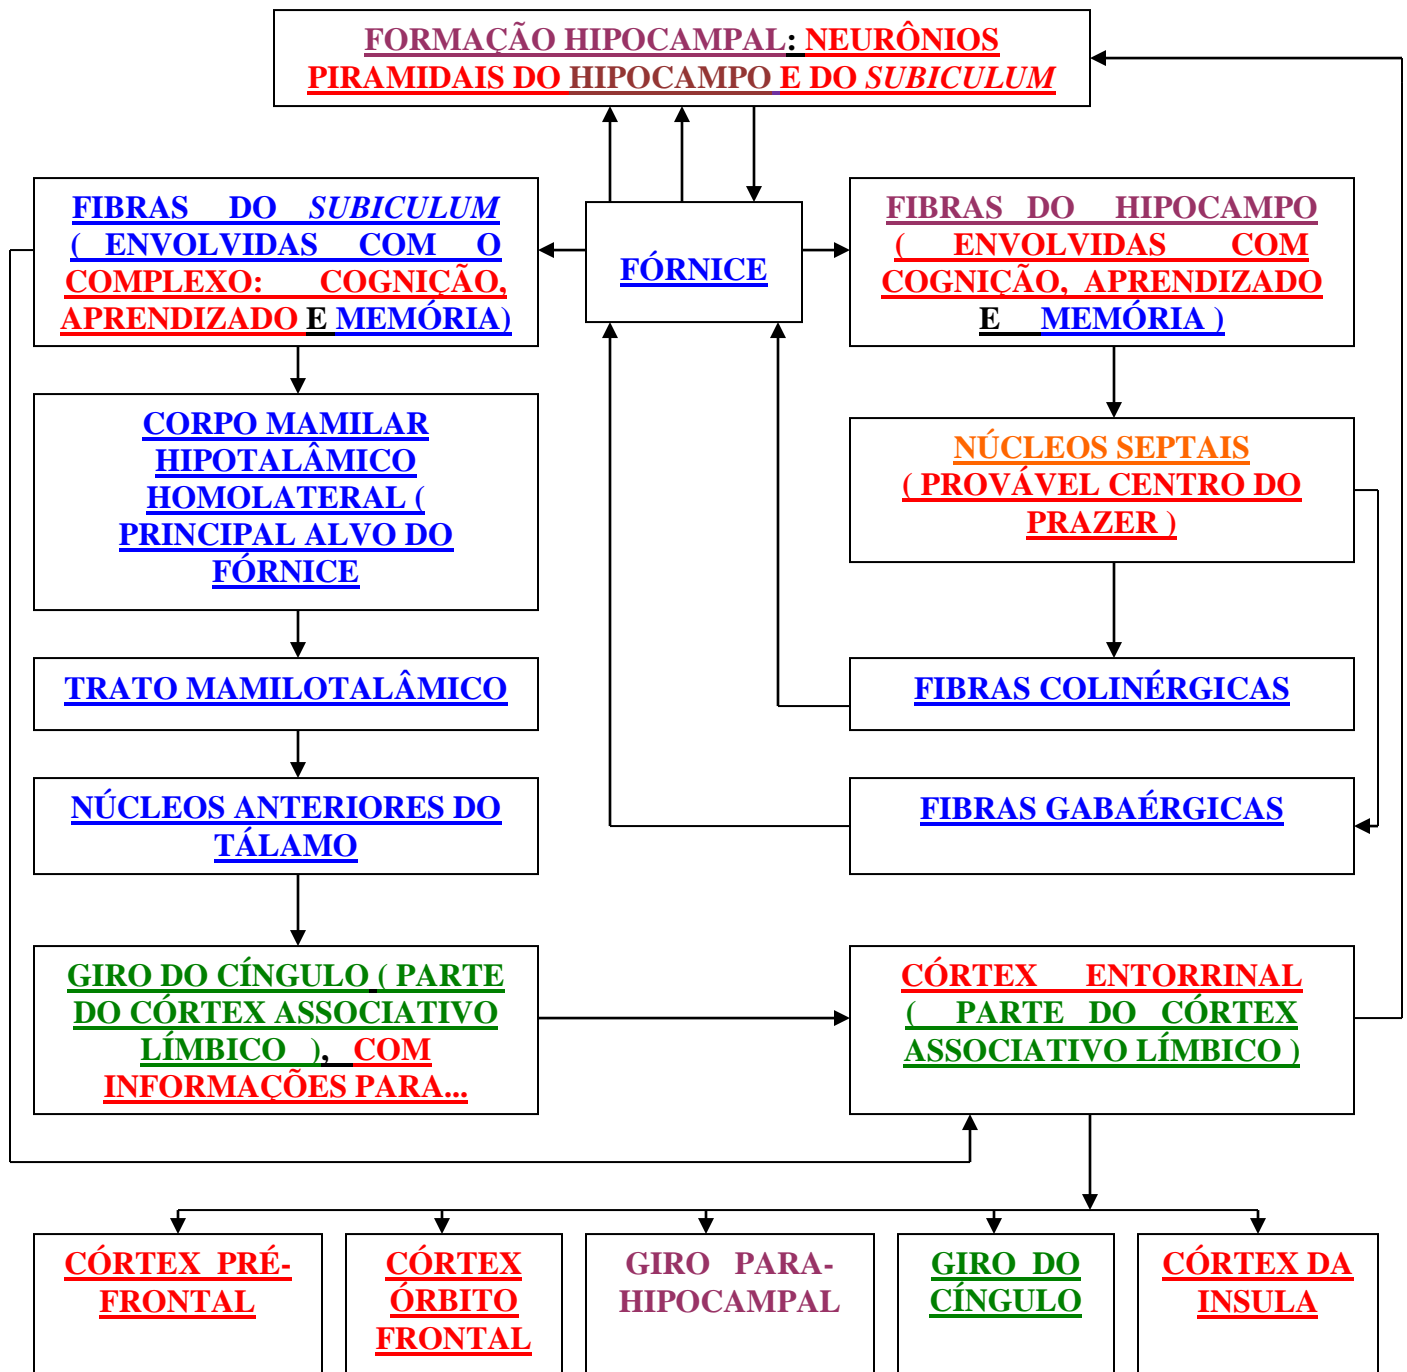 FORMAÇÃO HIPOCAMPAL: NEURÔNIOS
PIRAMIDAIS DO HIPOCAMPO E DO SUBICULUM
FIBRAS DO SUBICULUM
( ENVOLVIDAS COM O
COMPLEXO: COGNIÇÃO,
APRENDIZADO E MEMÓRIA)
FÓRNICE
FIBRAS DO HIPOCAMPO
( ENVOLVIDAS COM
COGNIÇÃO, APRENDIZADO
E MEMÓRIA )
CORPO MAMILAR
HIPOTALÂMICO
HOMOLATERAL (
PRINCIPAL ALVO DO
FÓRNICE
NÚCLEOS SEPTAIS
( PROVÁVEL CENTRO DO
PRAZER )
TRATO MAMILOTALÂMICO
FIBRAS COLINÉRGICAS
NÚCLEOS ANTERIORES DO
TÁLAMO
FIBRAS GABAÉRGICAS
GIRO DO CÍNGULO ( PARTE
DO CÓRTEX ASSOCIATIVO
LÍMBICO ), COM
INFORMAÇÕES PARA...
CÓRTEX ENTORRINAL
( PARTE DO CÓRTEX
ASSOCIATIVO LÍMBICO )
CÓRTEX PRÉ-
FRONTAL
CÓRTEX
ÓRBITO
FRONTAL
GIRO PARA-
HIPOCAMPAL
GIRO DO
CÍNGULO
CÓRTEX DA
INSULA